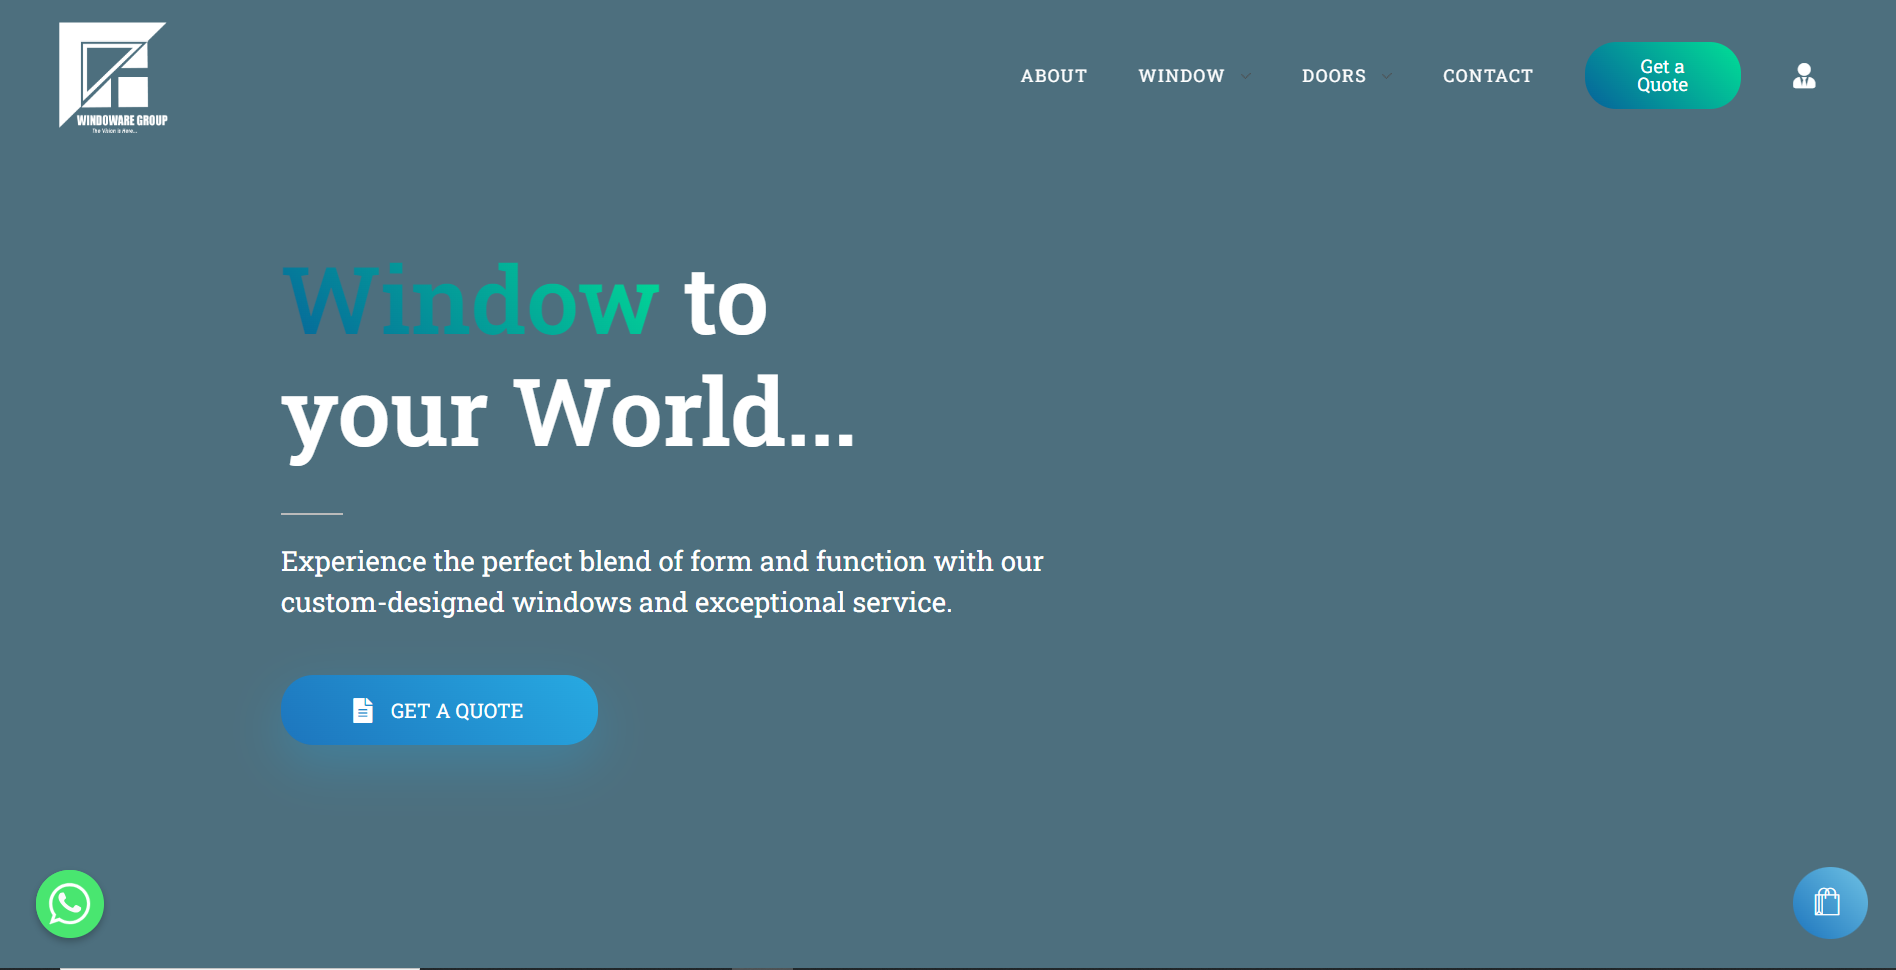 WINDOWARE GROUP
The Vision is Here...
ABOUT
WINDOW
DOORS
CONTACT
Get a
Quote
Window to
your World...
Experience the perfect blend of form and function with our
custom-designed windows and exceptional service.
GET A QUOTE